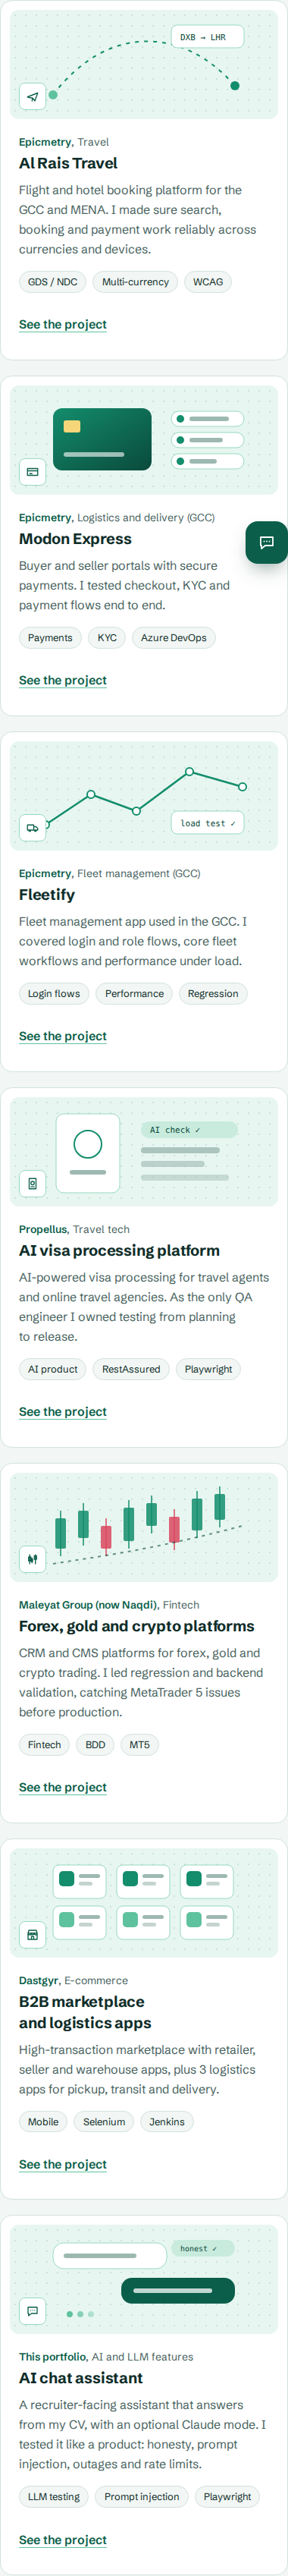 DXB → LHR
Epicmetry, Travel
Al Rais Travel
Flight and hotel booking platform for the
GCC and MENA. I made sure search,
booking and payment work reliably across
currencies and devices.
GDS / NDC
Multi-currency
WCAG
See the project
Epicmetry, Logistics and delivery (GCC)
Modon Express
Buyer and seller portals with secure
payments. I tested checkout, KYC and
payment flows end to end.
Payments
KYC
Azure DevOps
See the project
load test ✓
Epicmetry, Fleet management (GCC)
Fleetify
Fleet management app used in the GCC. I
covered login and role flows, core fleet
workflows and performance under load.
Login flows
Performance
Regression
See the project
AI check ✓
Propellus, Travel tech
AI visa processing platform
AI-powered visa processing for travel agents
and online travel agencies. As the only QA
engineer I owned testing from planning
to release.
AI product
RestAssured
Playwright
See the project
Maleyat Group (now Naqdi), Fintech
Forex, gold and crypto platforms
CRM and CMS platforms for forex, gold and
crypto trading. I led regression and backend
validation, catching MetaTrader 5 issues
before production.
Fintech
BDD
MT5
See the project
Dastgyr, E-commerce
B2B marketplace
and logistics apps
High-transaction marketplace with retailer,
seller and warehouse apps, plus 3 logistics
apps for pickup, transit and delivery.
Mobile
Selenium
Jenkins
See the project
honest ✓
This portfolio, AI and LLM features
AI chat assistant
A recruiter-facing assistant that answers
from my CV, with an optional Claude mode. I
tested it like a product: honesty, prompt
injection, outages and rate limits.
LLM testing
Prompt injection
Playwright
See the project